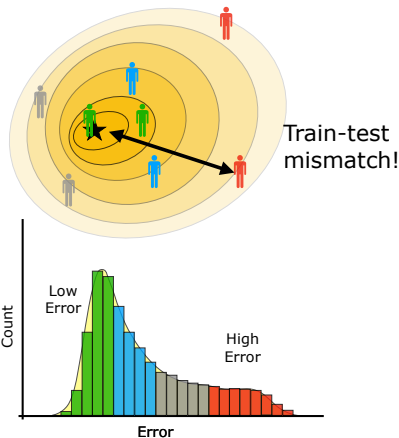 Train-test
mismatch!
Low
Error
High
Error
Count
Error